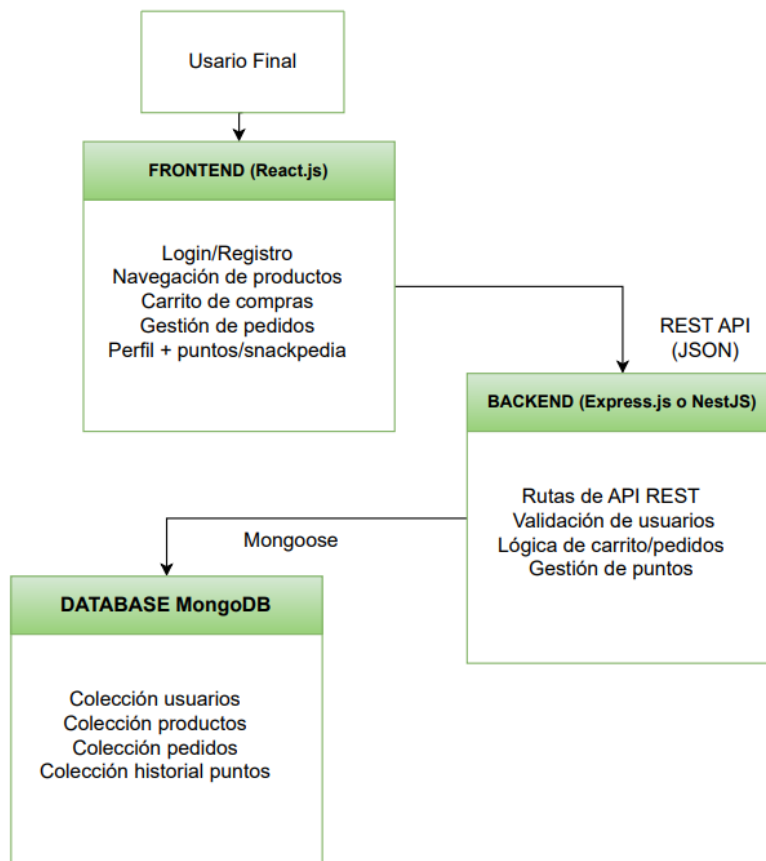 Usario Final
FRONTEND (React.js)
Login/Registro
Navegación de productos
Carrito de compras
Gestión de pedidos
Perfil + puntos/snackpedia
REST API
(JSON)
BACKEND (Express.js o NestJS)
Rutas de API REST
Validación de usuarios
Lógica de carrito/pedidos
Gestión de puntos
Mongoose
DATABASE MongoDB
Colección usuarios
Colección productos
Colección pedidos
Colección historial puntos